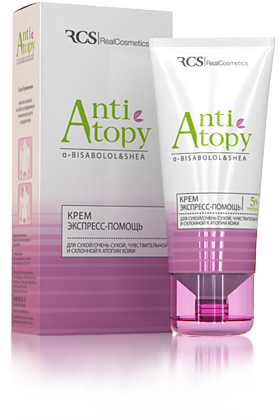 RCS RealCosmetics
Anti
Atopy
α-BISABOLOL&SHEA
КРЕМ
ЭКСПРЕСС-ПОМОЩЬ
ДЛЯ СУХОЙ/ОЧЕНЬ СУХОЙ, ЧУВСТВИТЕЛЬНОЙ
И СКЛОННОЙ К АТОПИИ КОЖИ
RCS RealCosmetics
Anti
Atopy
α-BISABOLOL&SHEA
КРЕМ
ЭКСПРЕСС-ПОМОЩЬ
5%
ДЛЯ СУХОЙ/ОЧЕНЬ СУХОЙ, ЧУВСТВИТЕЛЬНОЙ
И СКЛОННОЙ К АТОПИИ КОЖИ